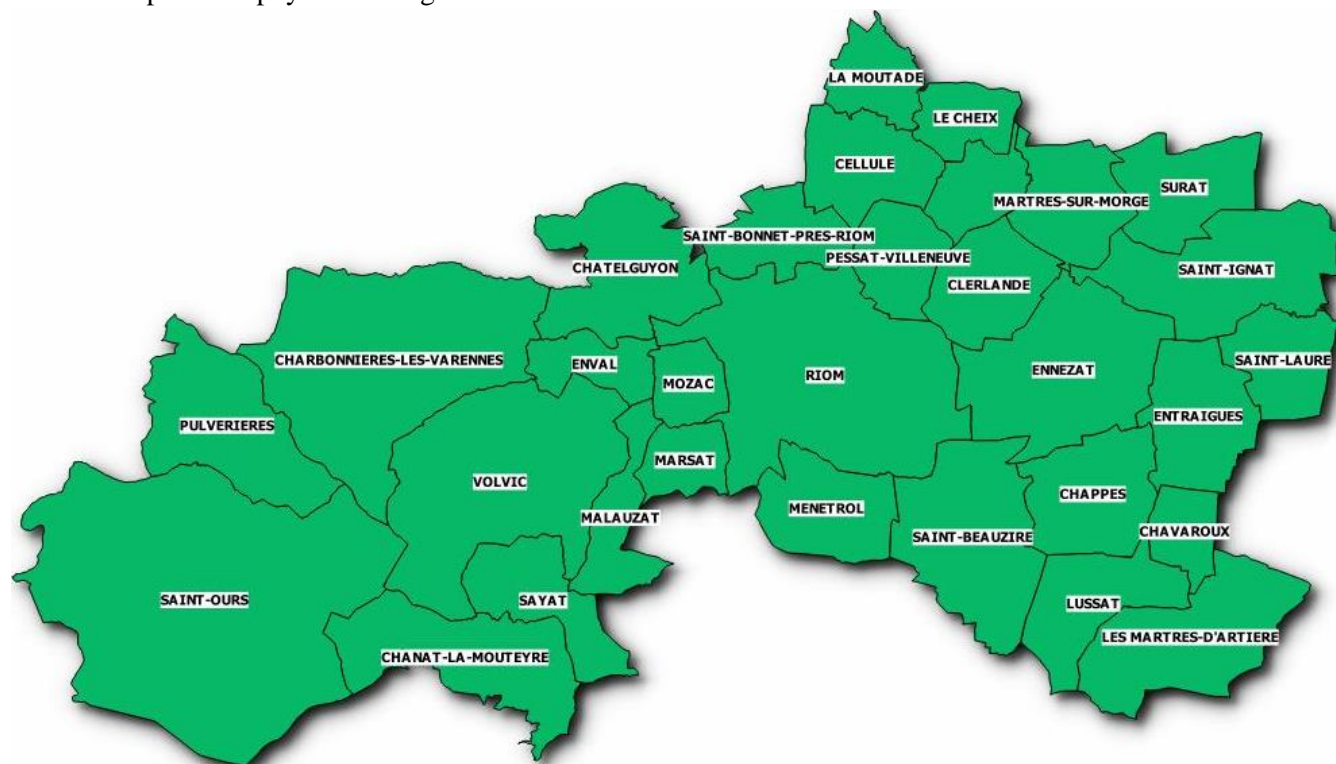 LA MOUTADE
LE CHEIX
CELLULE
SURAT
MARTRES-SUR-MORGE
SAINT-BONNET-PRES-RIOM
PESSAT-VILLENEUVE
CHATELGUYON
SAINT-IGNAT
CLERLANDE
CHARBONNIERES-LES-VARENNES
ENVAL
SAINT-LAURE
MOZAC
RIOM
ENNEZAT
ENTRAIGUES
PULVERIERES
MARSAT
VOLVIC
CHAPPES
MENETROL
MALAUZAT
CHAVAROUX
SAINT-BEAUZIRE
SAINT-OURS
SAYAT
LUSSAT
LES MARTRES-D'ARTIERE
CHANAT-LA-MOUTEYRE